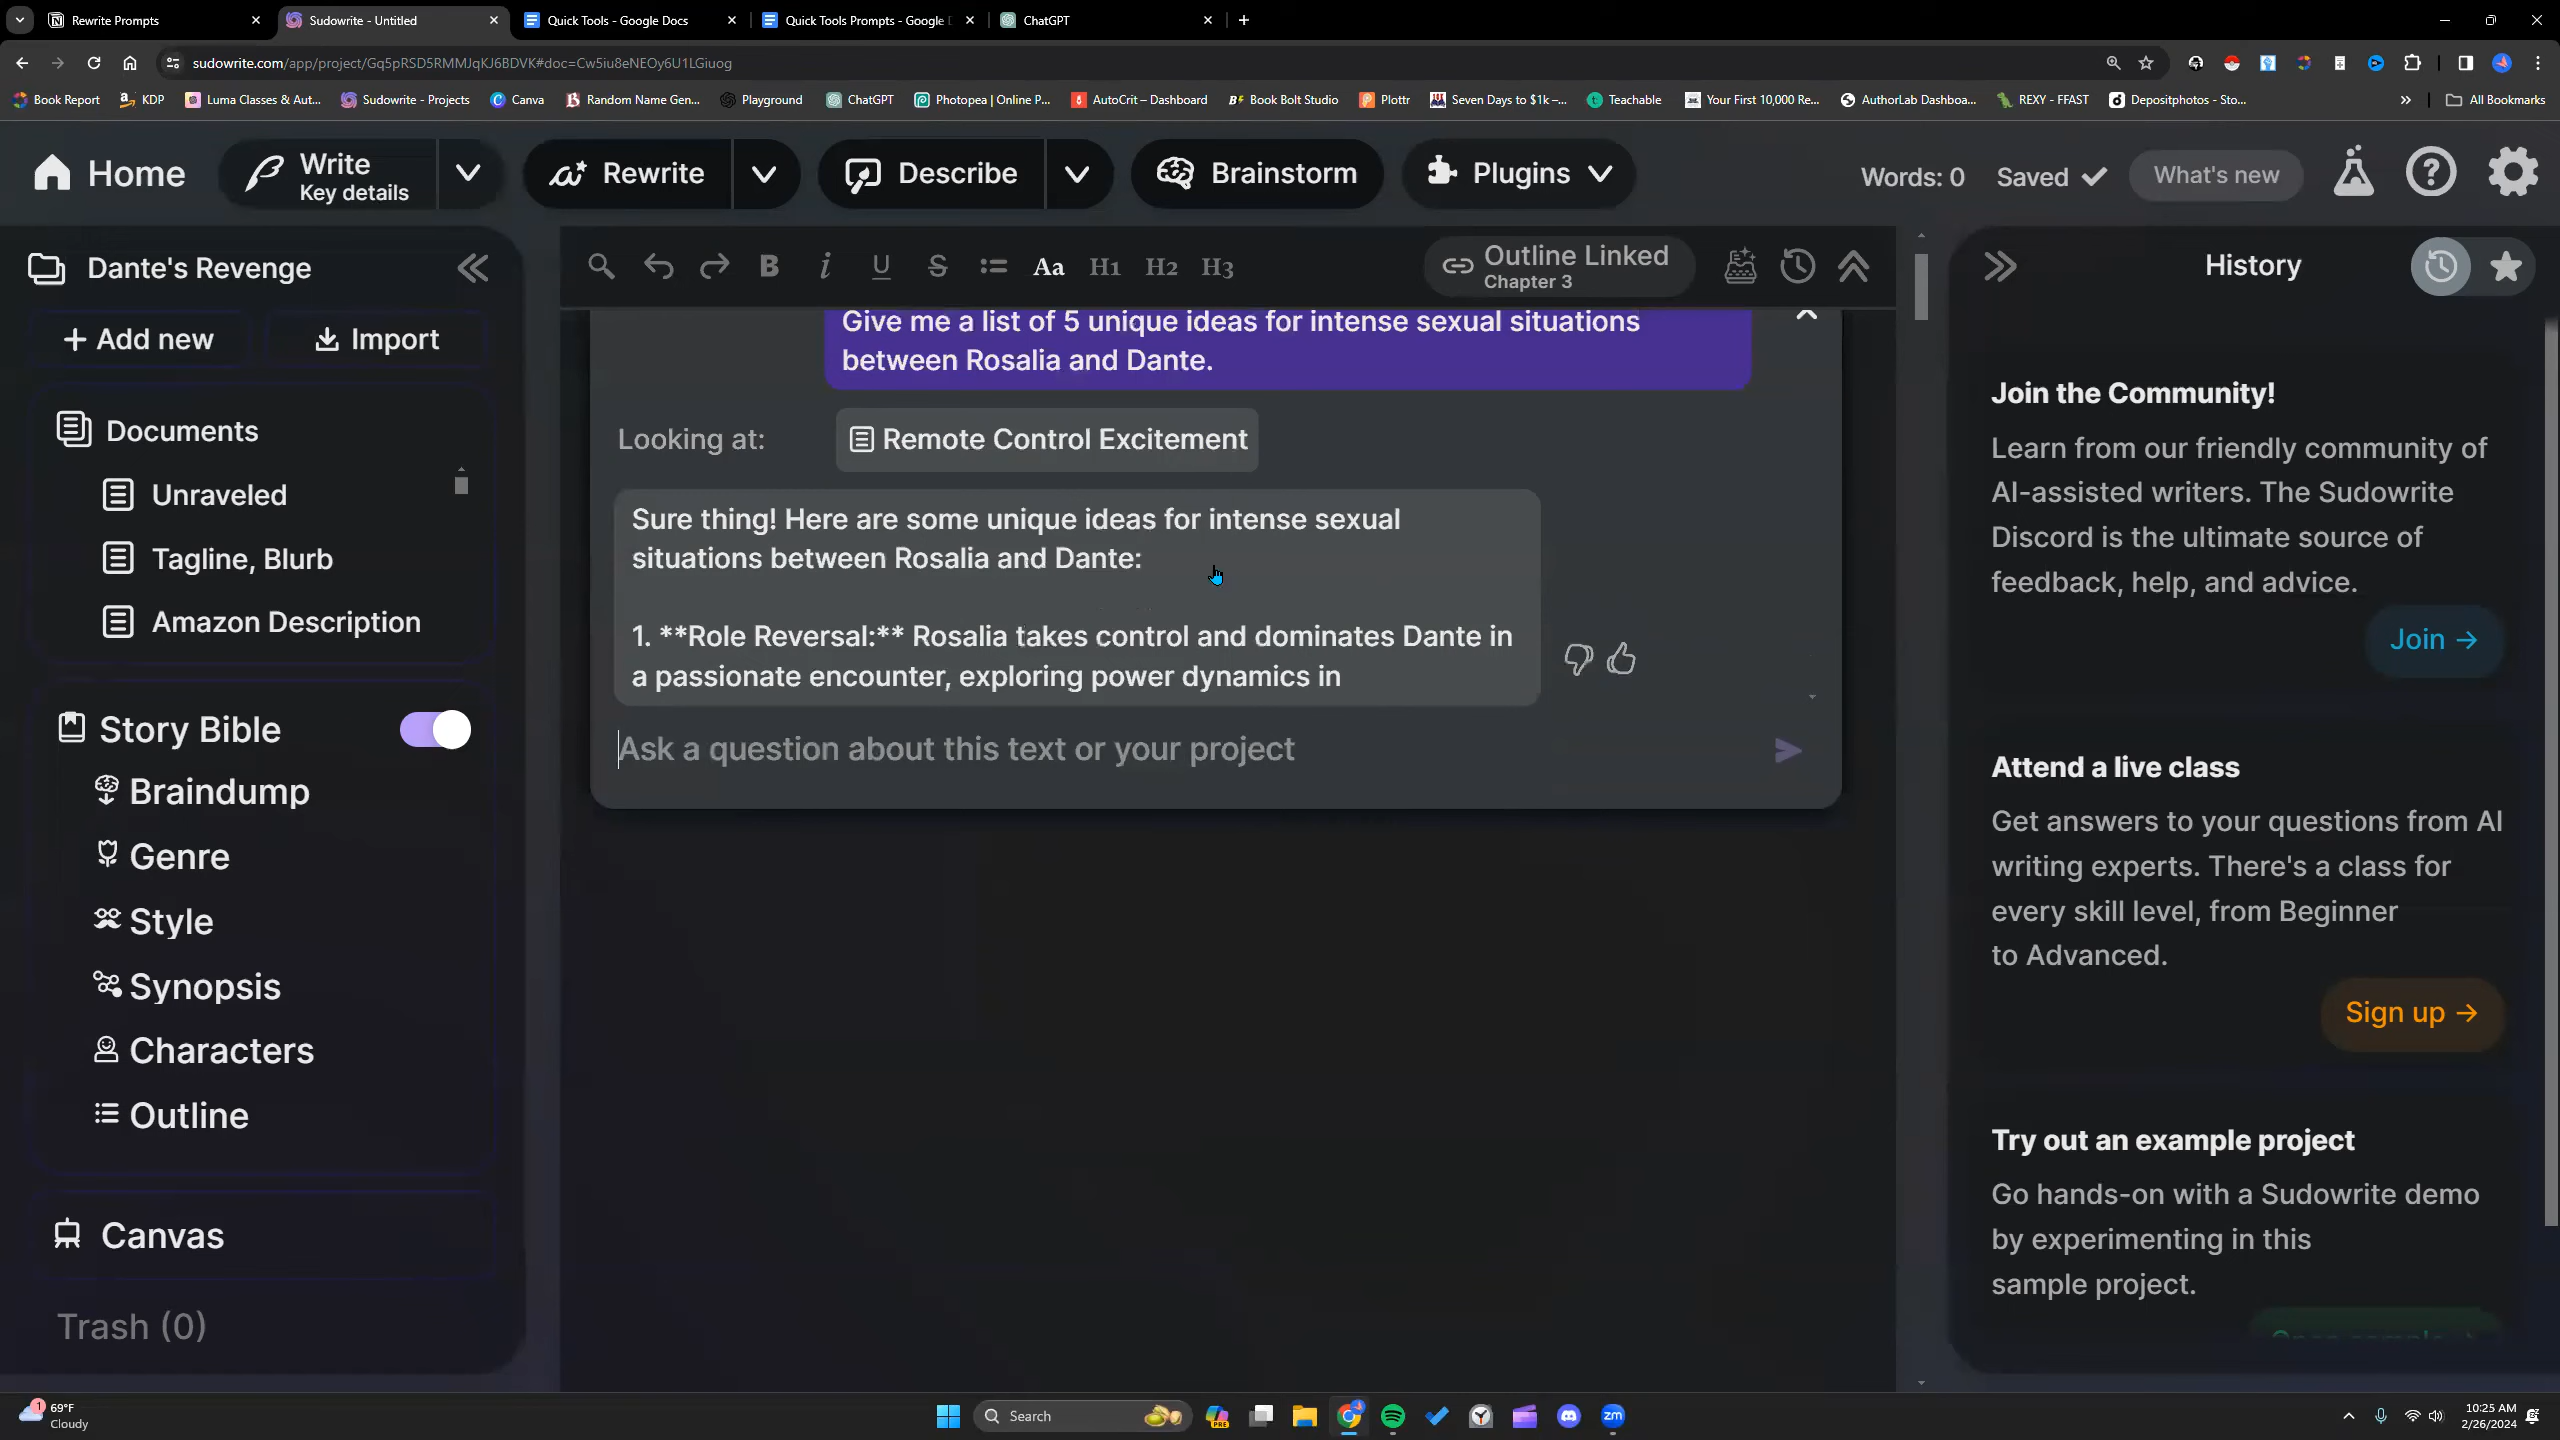 Rewrite Prompts
Sudowrite - Untitled
Quick Tools - Google Docs
Quick Tools Prompts - Google
ChatGPT
sudowrite.com/app/project/Gq5pRSD5RMMJqKJ6BDVK#doc=Cw5iu8eNEOy6U1LGiuog
Book Report
KDP
Luma Classes & Aut...
Sudowrite - Projects
Canva
Random Name Gen...
Playground
ChatGPT
Photopea | Online P...
AutoCrit – Dashboard
Book Bolt Studio
Plottr
Seven Days to $1k –...
Teachable
Your First 10,000 Re...
AuthorLab Dashboa...
REXY - FFAST
Depositphotos - Sto...
All Bookmarks
Home
Write
Key details
Rewrite
Describe
Brainstorm
Plugins
Words: 0
Saved
What's new
Dante's Revenge
+ Add new
Import
Documents
Unraveled
Tagline, Blurb
Amazon Description
Story Bible
Braindump
Genre
Style
Synopsis
Characters
Outline
Canvas
Trash (0)
B i U S Aa H1 H2 H3
Outline Linked
Chapter 3
Give me a list of 5 unique ideas for intense sexual situations
between Rosalia and Dante.
Looking at:
Remote Control Excitement
Sure thing! Here are some unique ideas for intense sexual
situations between Rosalia and Dante:
1. **Role Reversal:** Rosalia takes control and dominates Dante in
a passionate encounter, exploring power dynamics in
Ask a question about this text or your project
History
Join the Community!
Learn from our friendly community of
AI-assisted writers. The Sudowrite
Discord is the ultimate source of
feedback, help, and advice.
Join →
Attend a live class
Get answers to your questions from AI
writing experts. There's a class for
every skill level, from Beginner
to Advanced.
Sign up →
Try out an example project
Go hands-on with a Sudowrite demo
by experimenting in this
sample project.
1
69°F
Cloudy
Search
PRE
zm
10:25 AM
2/26/2024